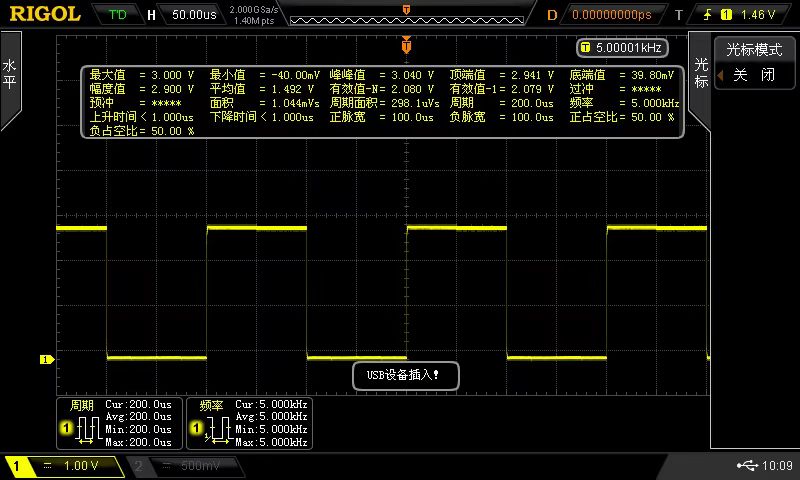 RIGOL T'D H 50.00us 2.000GSa/s 1.40M pts T D 0.00000000ps T 1 1.46 V
T 5.00001kHz
水平
光标
光标模式
关 闭
最大值 = 3.000 V 最小值 = -40.00mV 峰峰值 = 3.040 V 顶端值 = 2.941 V 底端值 = 39.80mV
幅度值 = 2.900 V 平均值 = 1.492 V 有效值-N= 2.080 V 有效值-1= 2.079 V 过冲 = *****
预冲 = ***** 面积 = 1.044mVs 周期面积= 298.1uVs 周期 = 200.0us 频率 = 5.000kHz
上升时间 < 1.000us 下降时间 < 1.000us 正脉宽 = 100.0us 负脉宽 = 100.0us 正占空比= 50.00 %
负占空比= 50.00 %
T
1
USB设备插入!
周期 Cur:200.0us
Avg:200.0us
1 Min:200.0us
Max:200.0us
频率 Cur:5.000kHz
Avg:5.000kHz
1 Min:5.000kHz
Max:5.000kHz
1 1.00 V 2 500mV 10:09